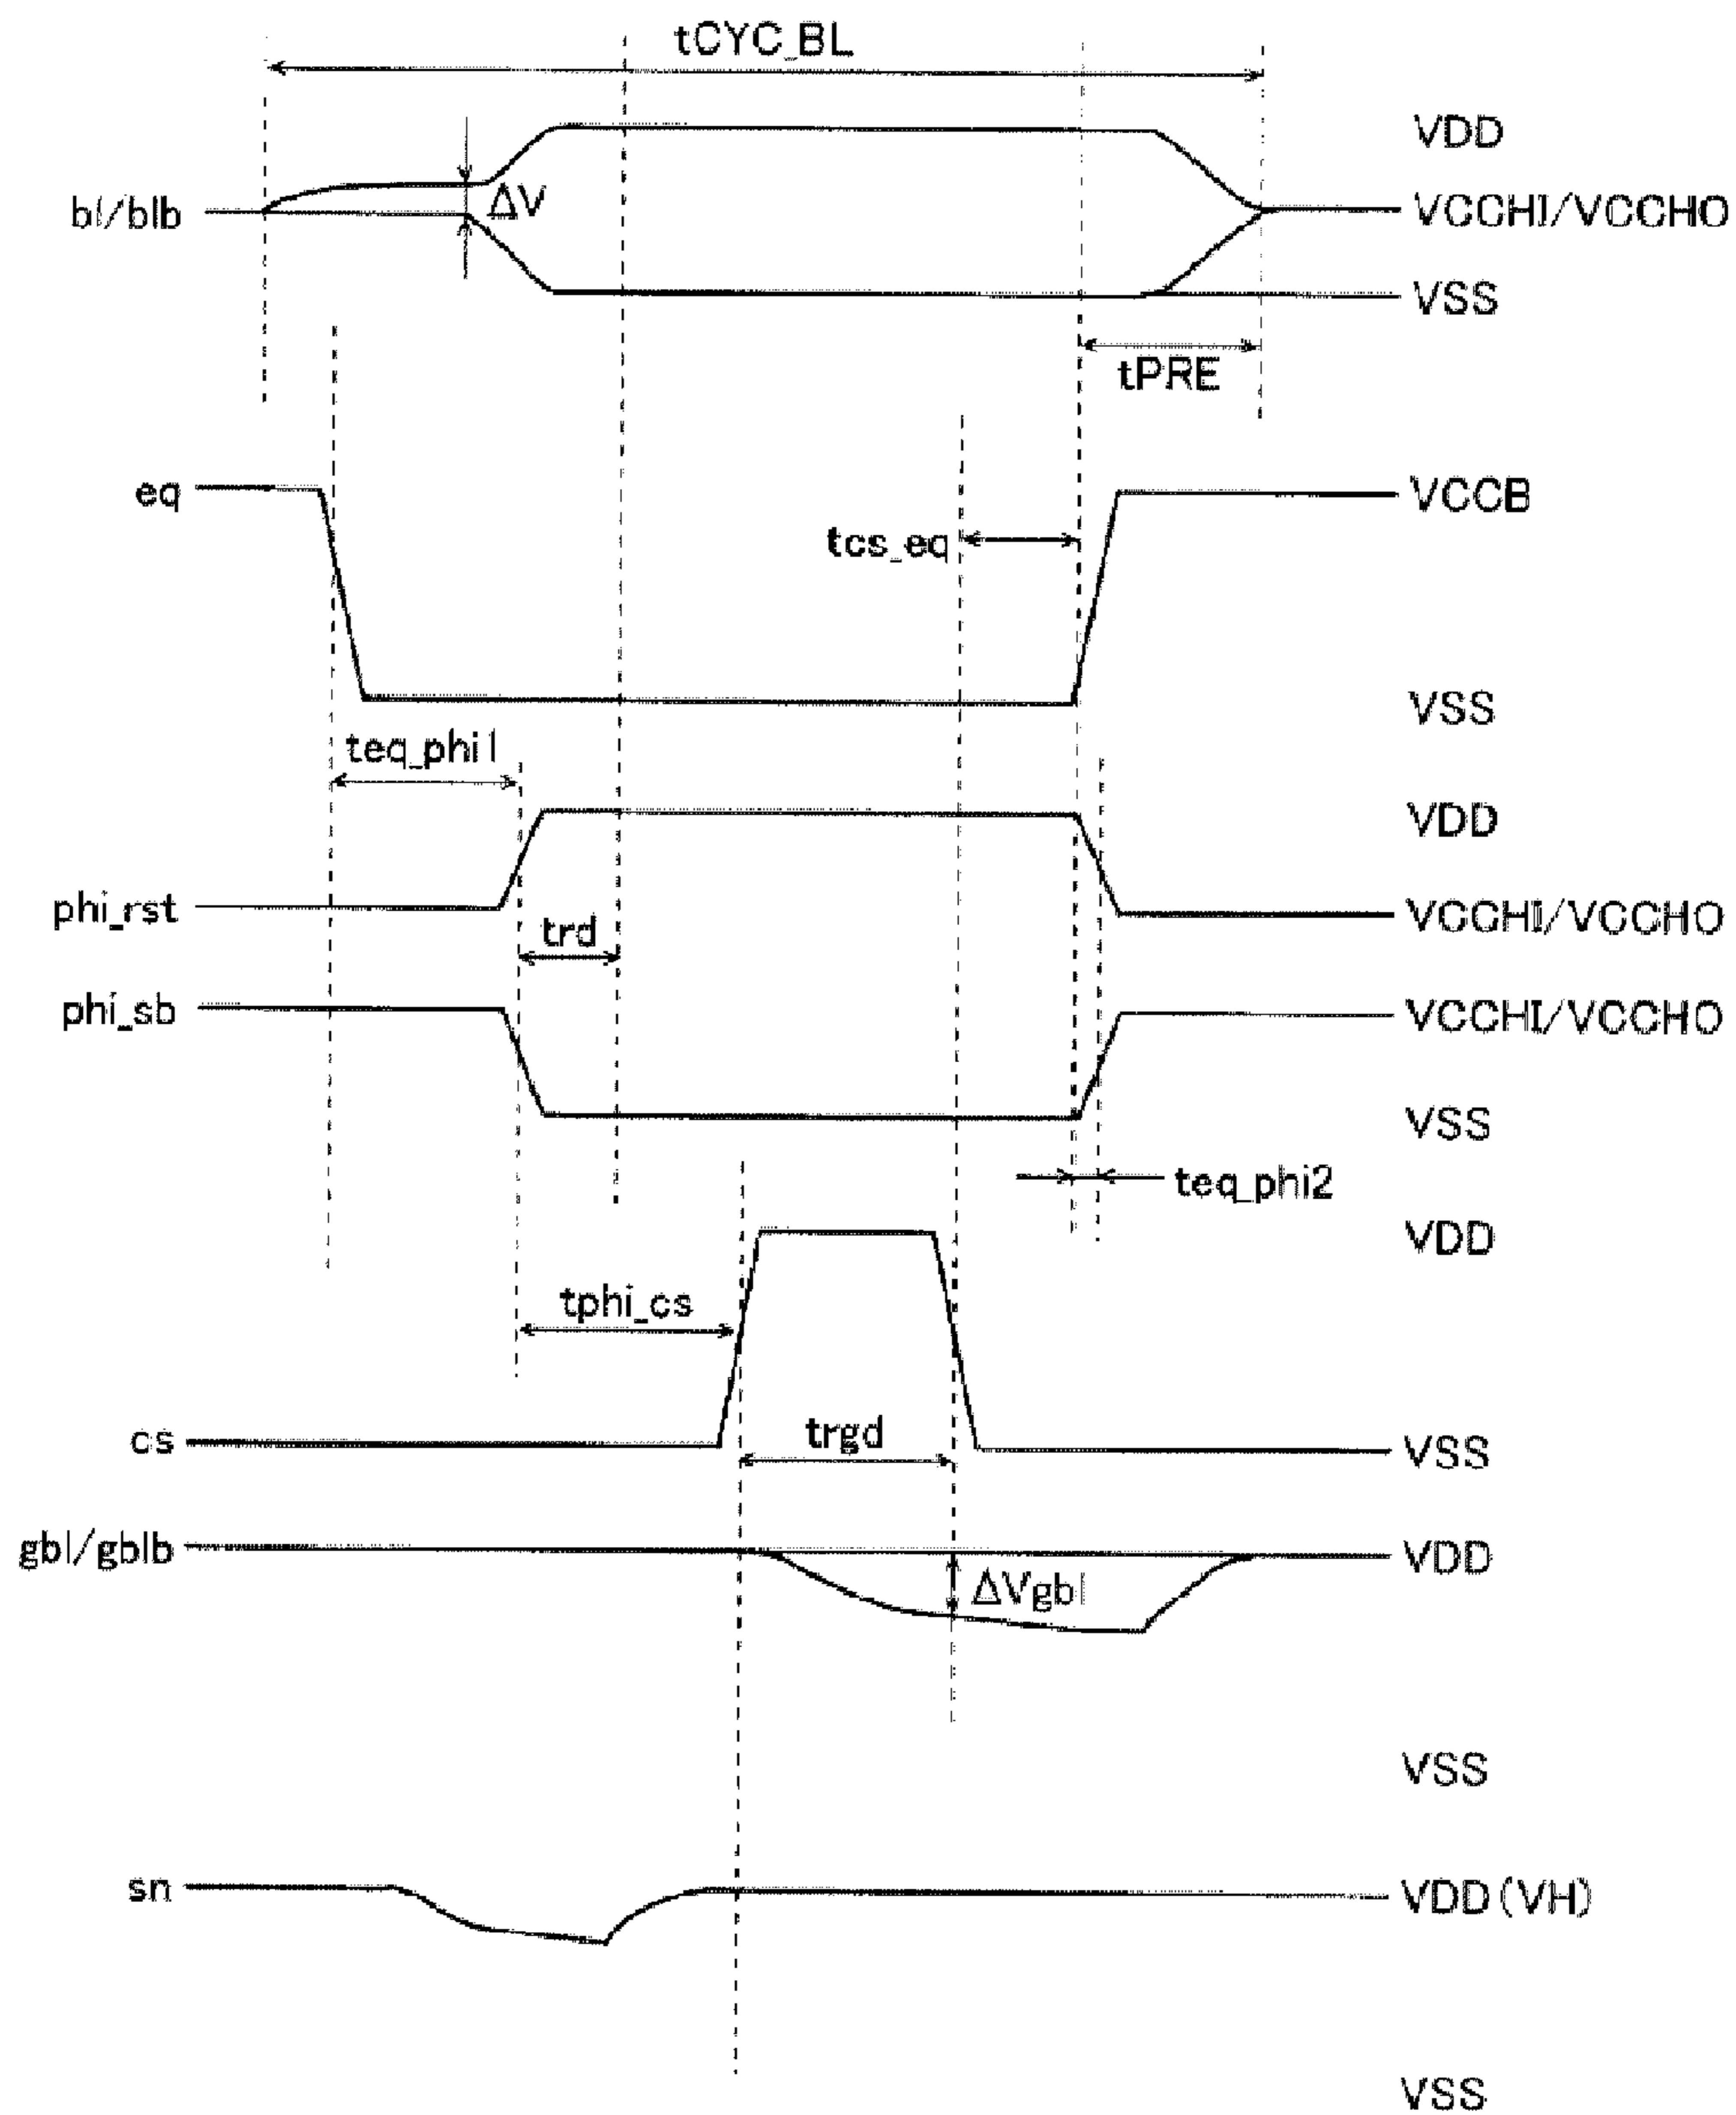 tCYC_BL
VDD
bl/blb
ΔV
VCCHI/VCCHO
VSS
tPRE
eq
VCCB
tcs_eq
VSS
teq_phi1
VDD
phi_rst
VCCHI/VCCHO
trd
phi_sb
VCCHI/VCCHO
VSS
teq_phi2
VDD
tphi_cs
cs
trgd
VSS
gbl/gblb
VDD
ΔVgbl
VSS
sn
VDD(VH)
VSS